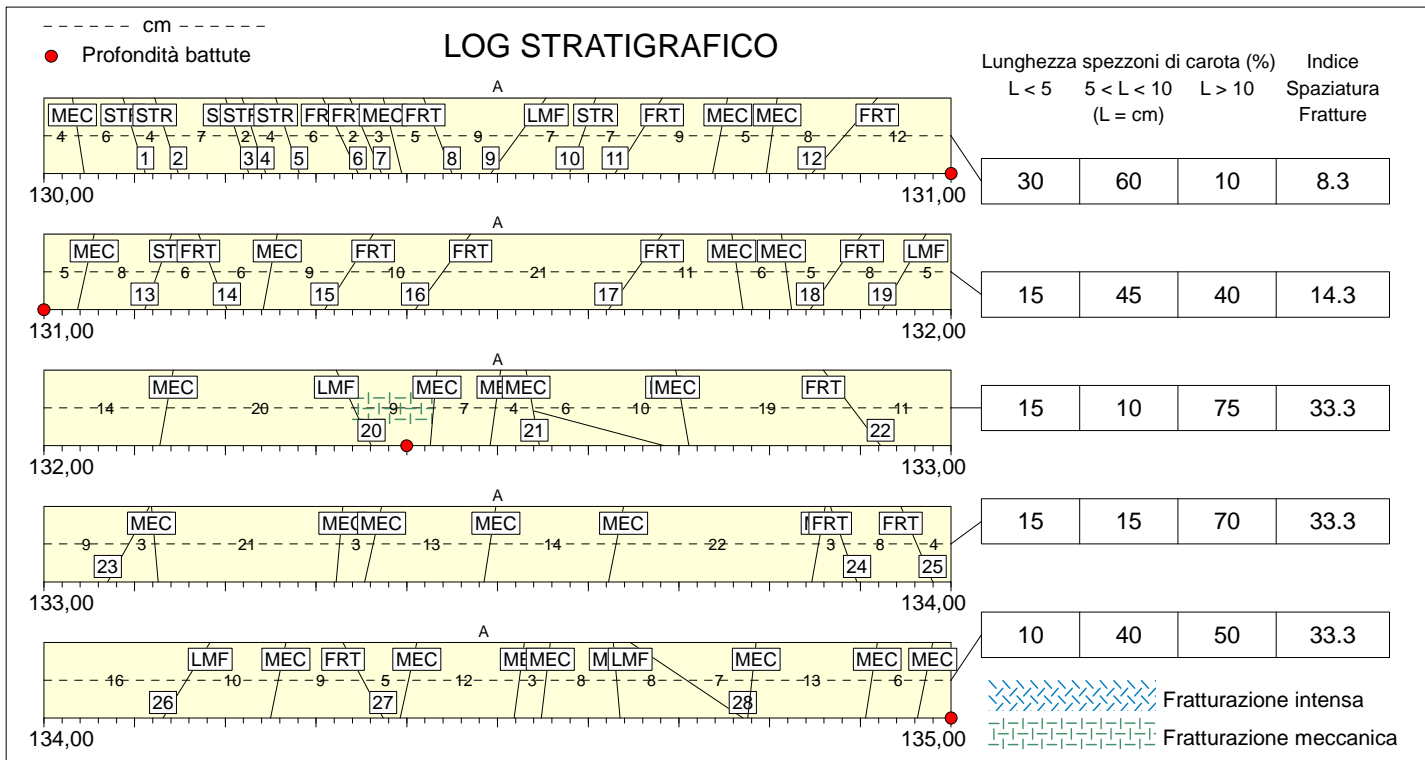 cm
Profondità battute
LOG STRATIGRAFICO
Lunghezza spezzoni di carota (%) Indice
L < 5 5 < L < 10 L > 10 Spaziatura
(L = cm) Fratture
A
MEC STR STR STR STR FRT FRT MEC FRT LMF STR FRT MEC MEC FRT
4 6 4 7 2 4 6 2 3 5 9 7 7 9 5 8 12
1 2 3 4 5 6 7 8 9 10 11 12
130,00 131,00
30 60 10 8.3
A
MEC ST FRT MEC FRT FRT FRT MEC MEC FRT LMF
5 8 6 6 9 10 21 11 6 5 8 5
13 14 15 16 17 18 19
131,00 132,00
15 45 40 14.3
A
MEC LMF MEC ME MEC MEC FRT
14 20 9 7 4 6 10 19 11
20 21 22
132,00 133,00
15 10 75 33.3
A
MEC MEC MEC MEC MEC FRT FRT
9 3 21 3 13 14 22 3 8 4
23 24 25
133,00 134,00
15 15 70 33.3
A
LMF MEC FRT MEC ME MEC M LMF MEC MEC MEC
16 10 9 5 12 3 8 8 7 13 6
26 27 28
134,00 135,00
10 40 50 33.3
Fratturazione intensa
Fratturazione meccanica